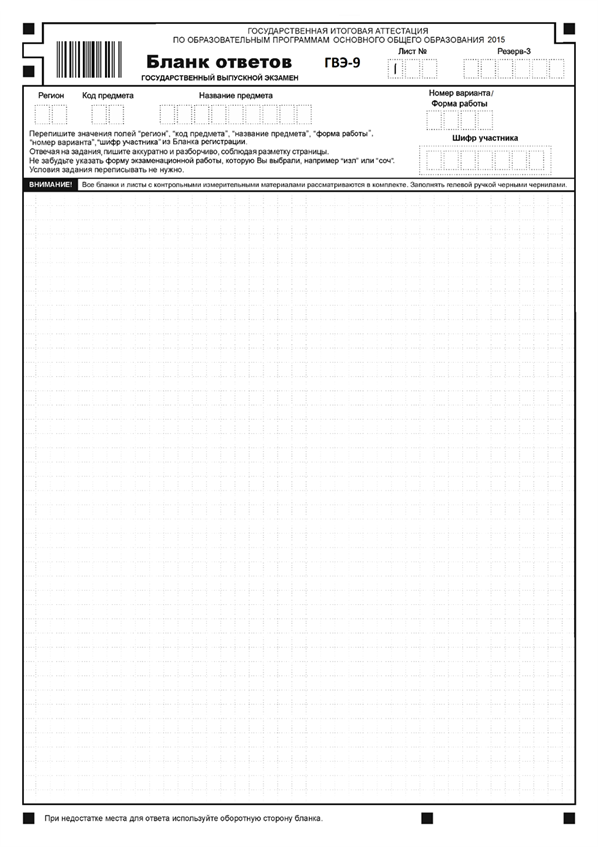 ГОСУДАРСТВЕННАЯ ИТОГОВАЯ АТТЕСТАЦИЯ
ПО ОБРАЗОВАТЕЛЬНЫМ ПРОГРАММАМ ОСНОВНОГО ОБЩЕГО ОБРАЗОВАНИЯ 2015
Бланк ответов ГВЭ-9
ГОСУДАРСТВЕННЫЙ ВЫПУСКНОЙ ЭКЗАМЕН
Лист №
1
Резерв-3
Регион
Код предмета
Название предмета
Номер варианта/
Форма работы
Шифр участника
Перепишите значения полей "регион", "код предмета", "название предмета", "форма работы",
"номер варианта", "шифр участника" из Бланка регистрации.
Отвечая на задания, пишите аккуратно и разборчиво, соблюдая разметку страницы.
Не забудьте указать форму экзаменационной работы, которую Вы выбрали, например "изл" или "соч".
Условия задания переписывать не нужно.
ВНИМАНИЕ! Все бланки и листы с контрольными измерительными материалами рассматриваются в комплекте. Заполнять гелевой ручкой черными чернилами.
При недостатке места для ответа используйте оборотную сторону бланка.